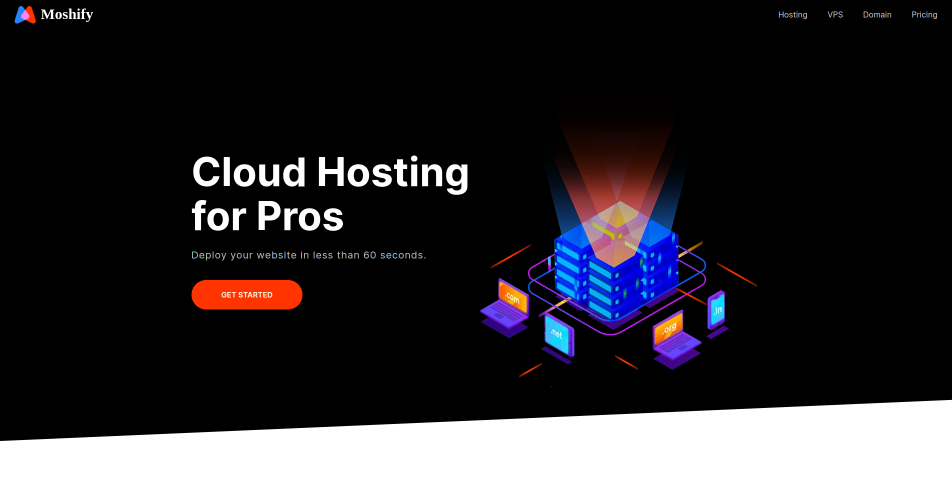 Moshify
Hosting VPS Domain Pricing
Cloud Hosting
for Pros
Deploy your website in less than 60 seconds.
GET STARTED
.com
.net
.org
.in